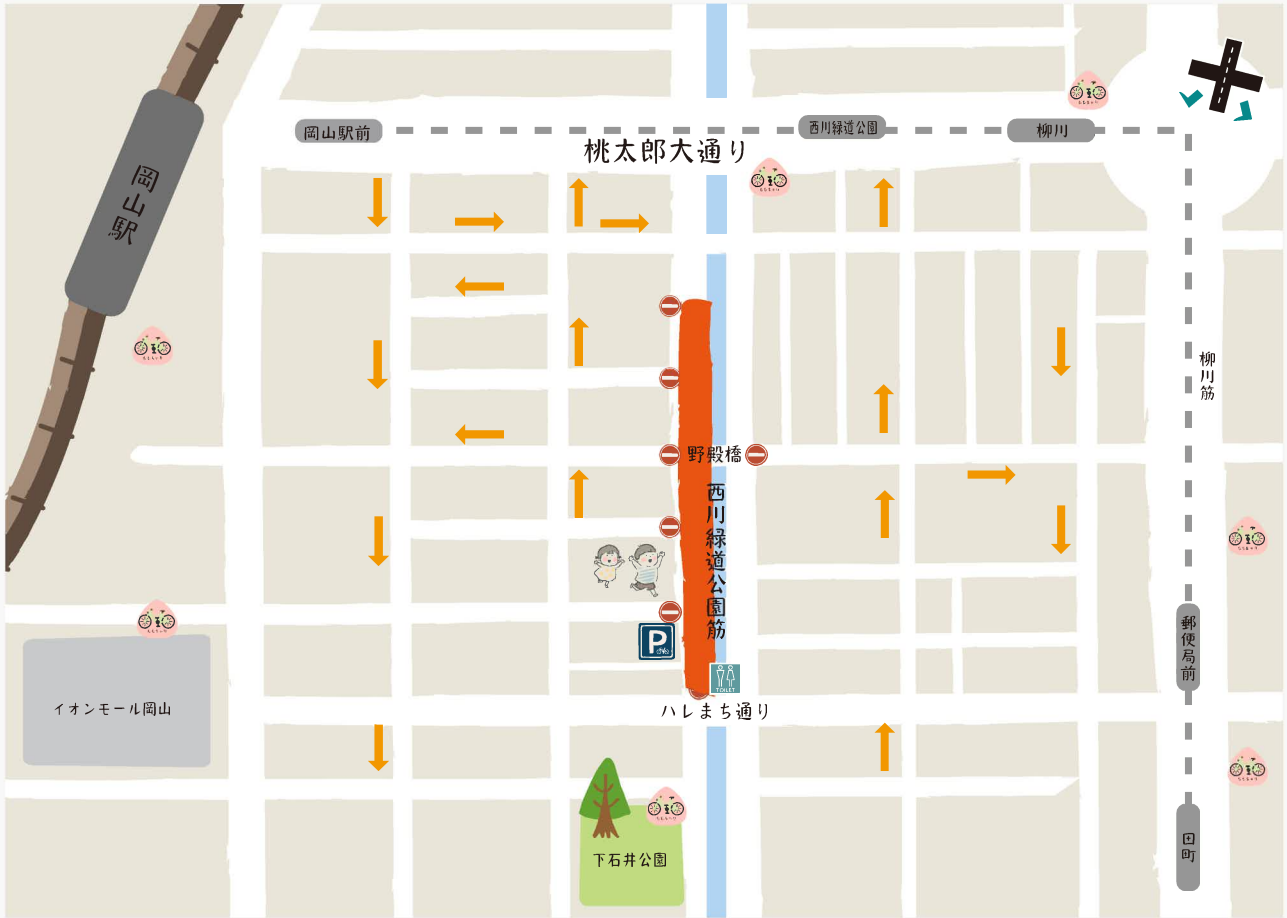 岡山駅
岡山駅前
西川緑道公園
柳川
桃太郎大通り
柳川筋
野殿橋
西川緑道公園筋
P
TOILET
郵便局前
イオンモール岡山
ハレまち通り
下石井公園
田町